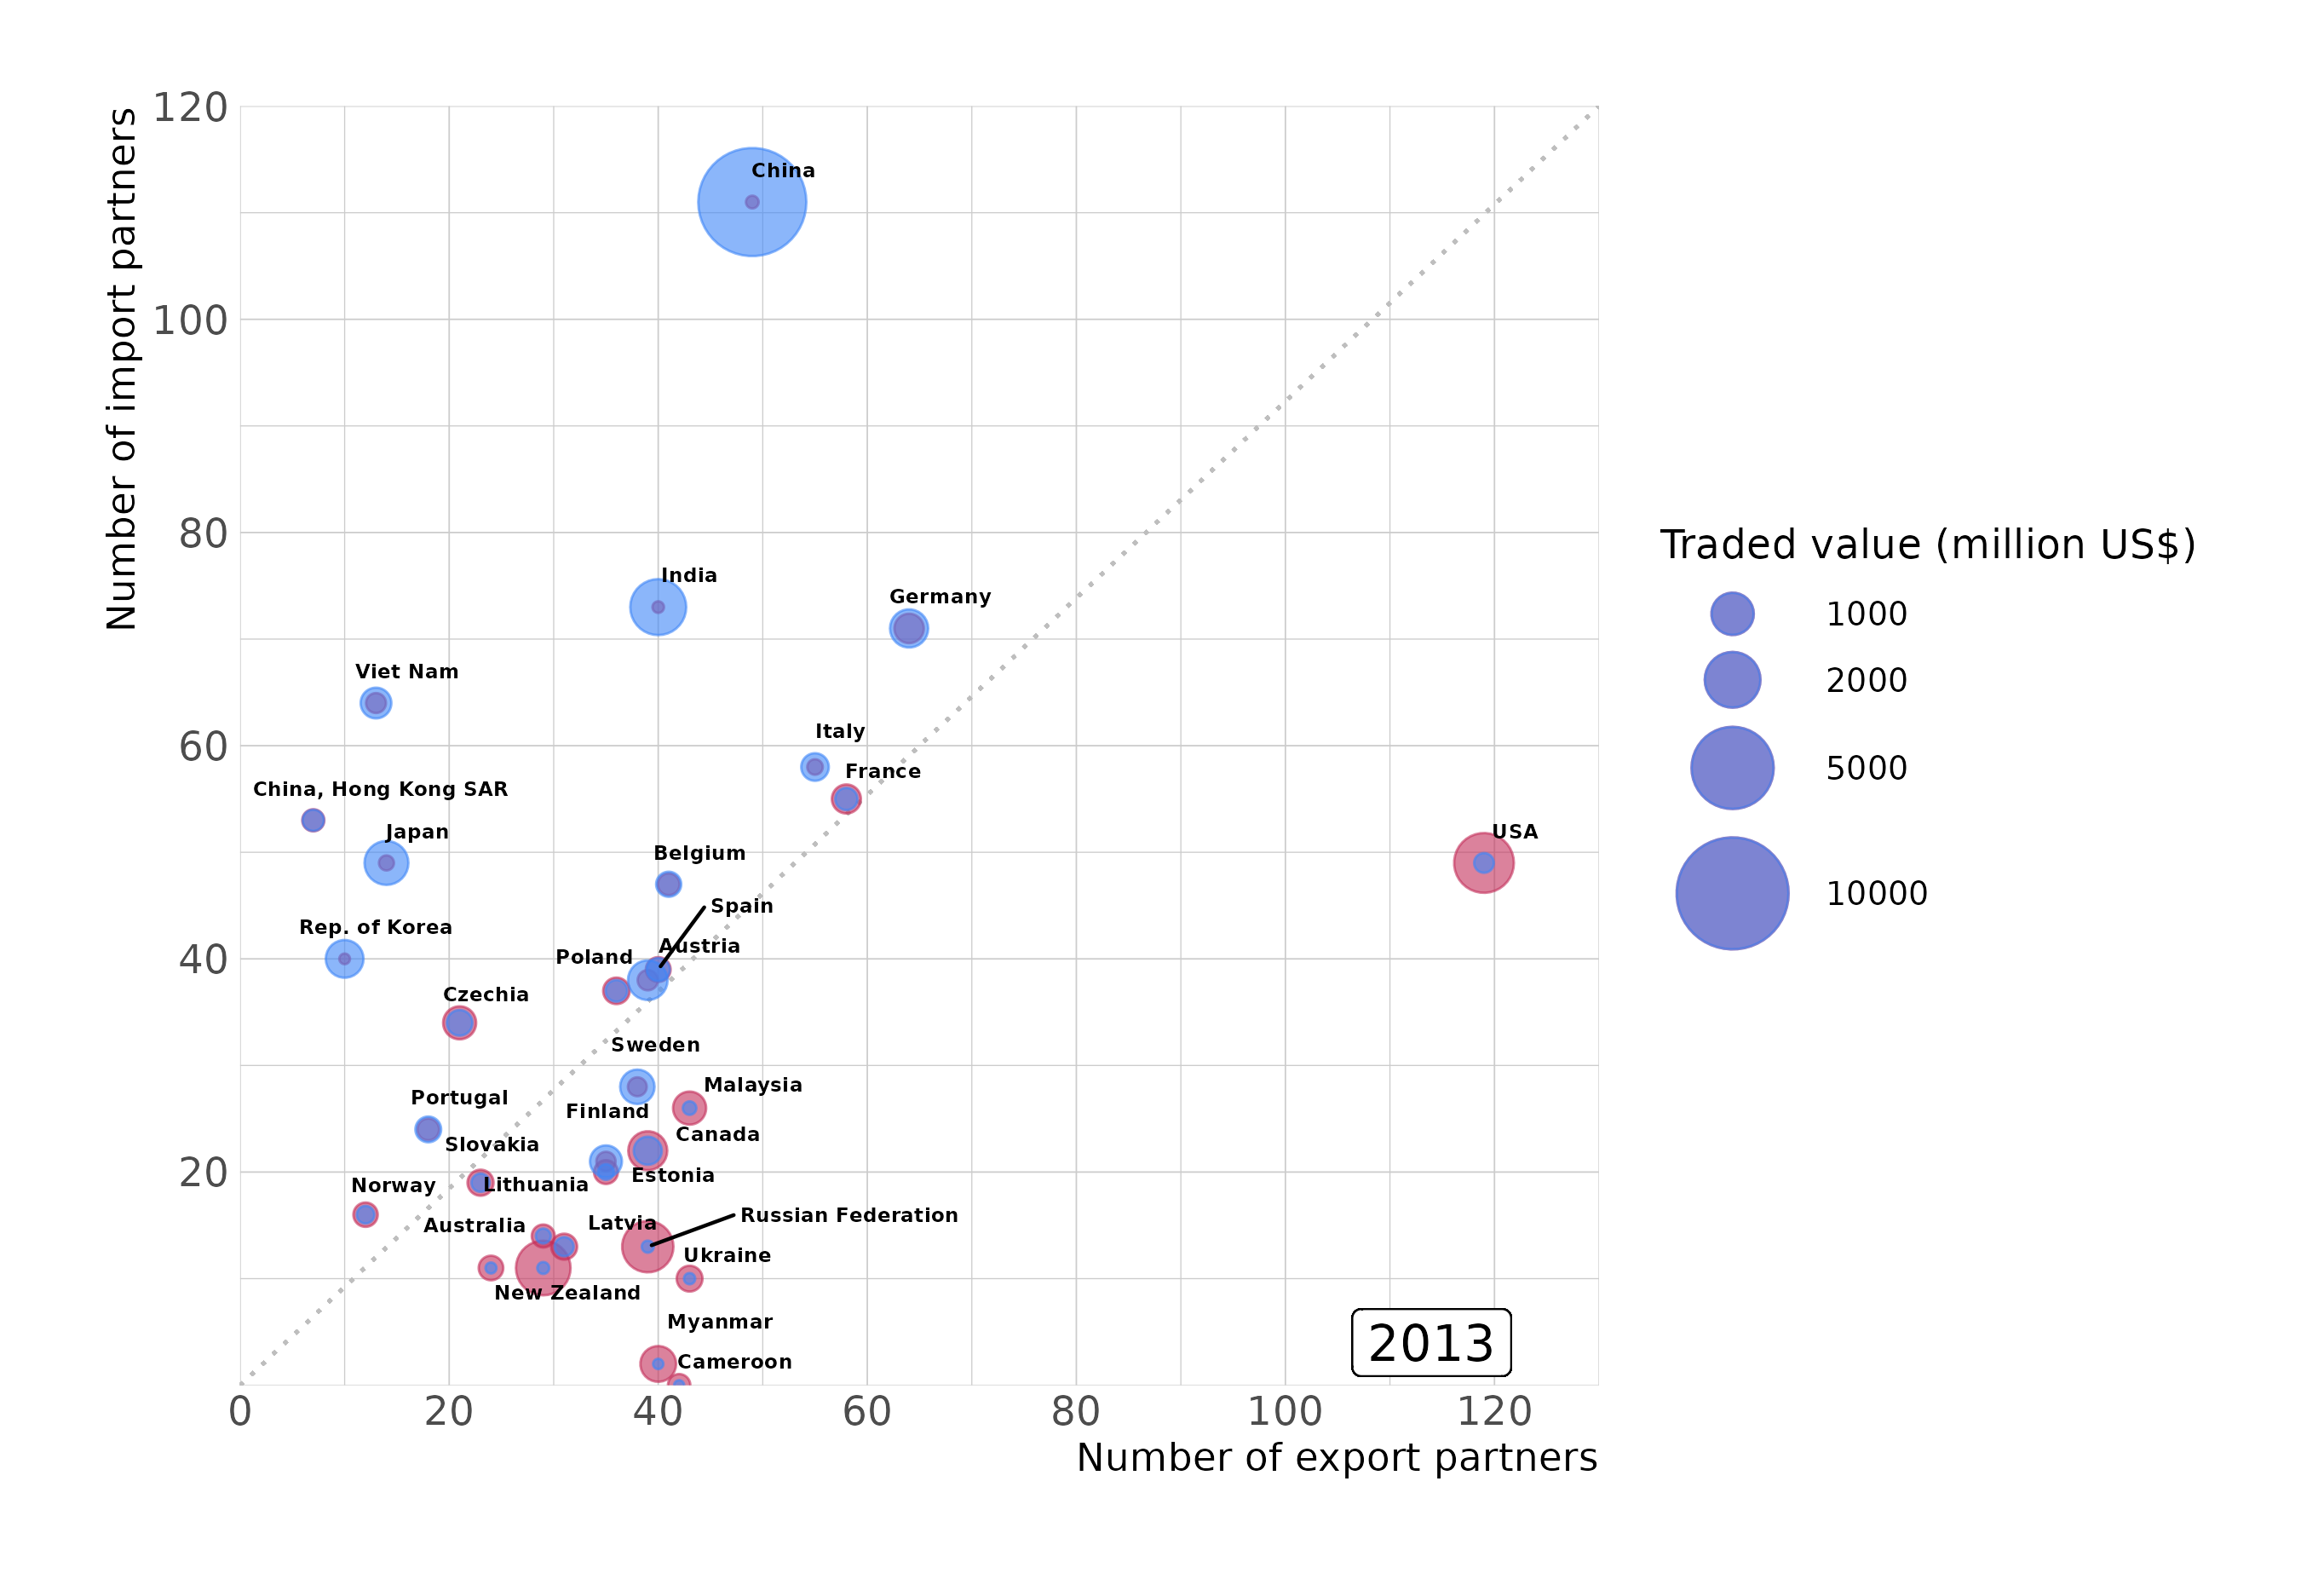 Number of import partners
120
100
80
60
40
20
China
India
Germany
Viet Nam
Italy
France
China, Hong Kong SAR
Japan
USA
Belgium
Spain
Rep. of Korea
Austria
Poland
Czechia
Sweden
Malaysia
Portugal
Finland
Canada
Slovakia
Estonia
Lithuania
Norway
Russian Federation
Latvia
Australia
Ukraine
New Zealand
Myanmar
Cameroon
2013
0 20 40 60 80 100 120
Number of export partners
Traded value (million US$)
1000
2000
5000
10000